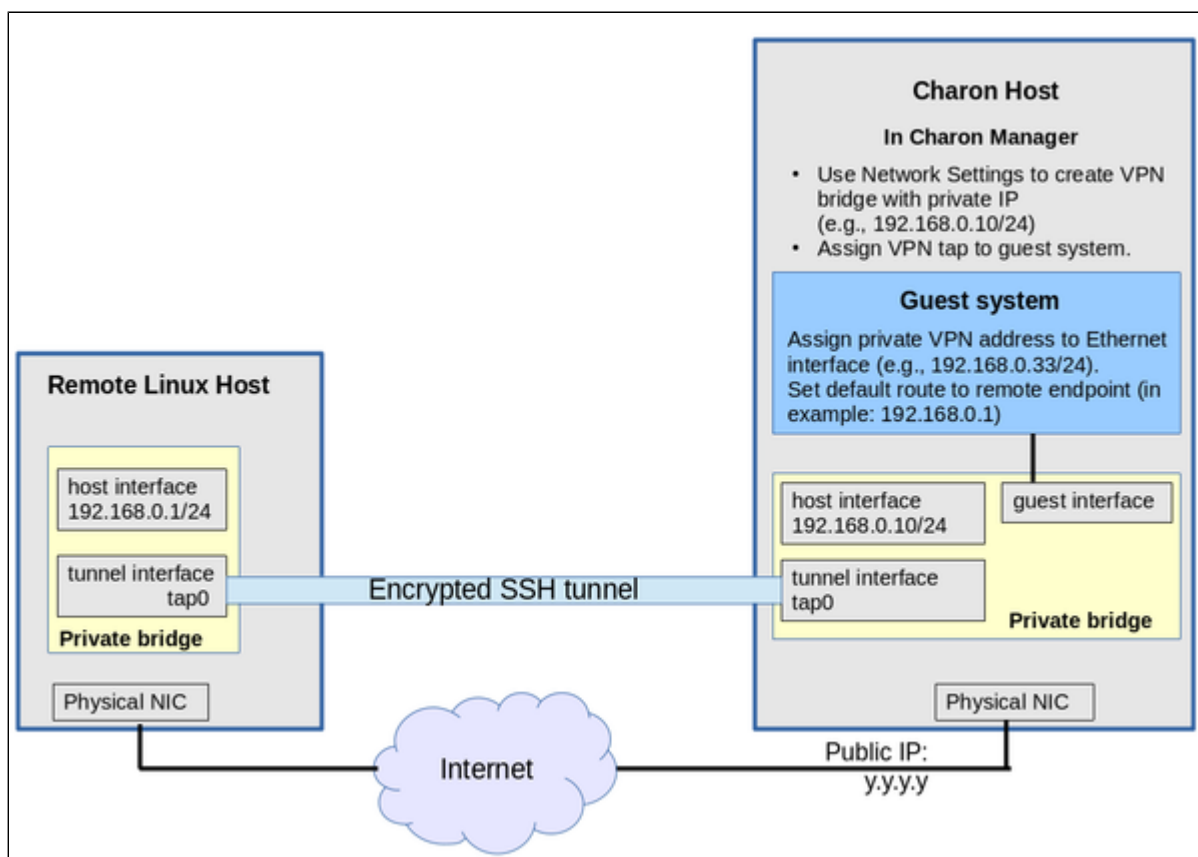 Charon Host
In Charon Manager
• Use Network Settings to create VPN
bridge with private IP
(e.g., 192.168.0.10/24)
• Assign VPN tap to guest system.
Guest system
Assign private VPN address to Ethernet
interface (e.g., 192.168.0.33/24).
Set default route to remote endpoint (in
example: 192.168.0.1)
Remote Linux Host
host interface
192.168.0.1/24
tunnel interface
tap0
Private bridge
Physical NIC
Encrypted SSH tunnel
host interface
192.168.0.10/24
guest interface
tunnel interface
tap0
Private bridge
Physical NIC
Internet
Public IP:
y.y.y.y